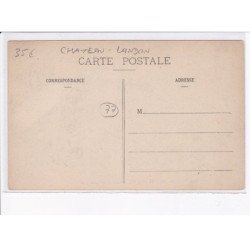 35€ CHATEAU - LANDON
CARTE POSTALE
CORRESPONDANCE ADRESSE
77
M